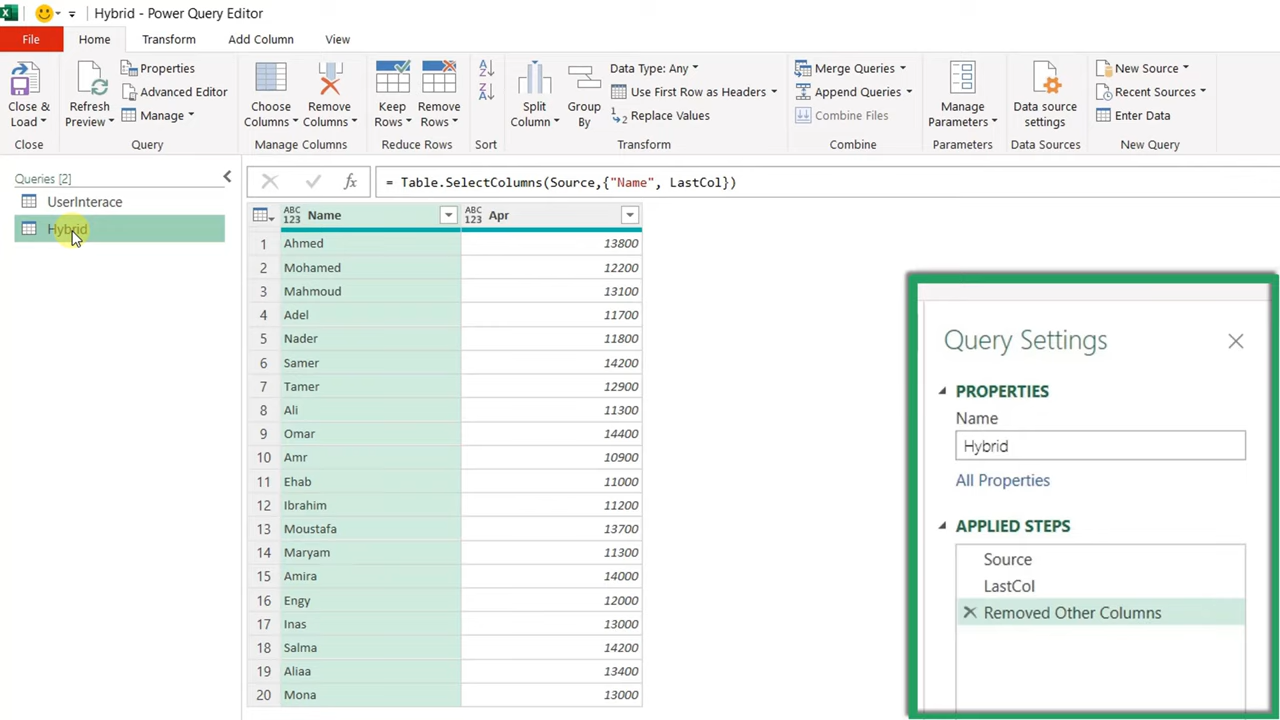 Hybrid - Power Query Editor
File
Home
Transform
Add Column
View
Close &
Load
Close
Refresh
Preview
Properties
Advanced Editor
Manage
Query
Choose
Columns
Remove
Columns
Manage Columns
Keep
Rows
Remove
Rows
Reduce Rows
Sort
Split
Column
Group
By
Data Type: Any
Use First Row as Headers
Replace Values
Transform
Merge Queries
Append Queries
Combine Files
Combine
Manage
Parameters
Parameters
Data source
settings
Data Sources
New Source
Recent Sources
Enter Data
New Query
Queries [2]
UserInterace
Hybrid
fx
= Table.SelectColumns(Source,{"Name", LastCol})
ABC 123 Name ABC 123 Apr
1 Ahmed 13800
2 Mohamed 12200
3 Mahmoud 13100
4 Adel 11700
5 Nader 11800
6 Samer 14200
7 Tamer 12900
8 Ali 11300
9 Omar 14400
10 Amr 10900
11 Ehab 11000
12 Ibrahim 11200
13 Moustafa 13700
14 Maryam 11300
15 Amira 14000
16 Engy 12000
17 Inas 13000
18 Salma 14200
19 Aliaa 13400
20 Mona 13000
Query Settings
PROPERTIES
Name
Hybrid
All Properties
APPLIED STEPS
Source
LastCol
Removed Other Columns